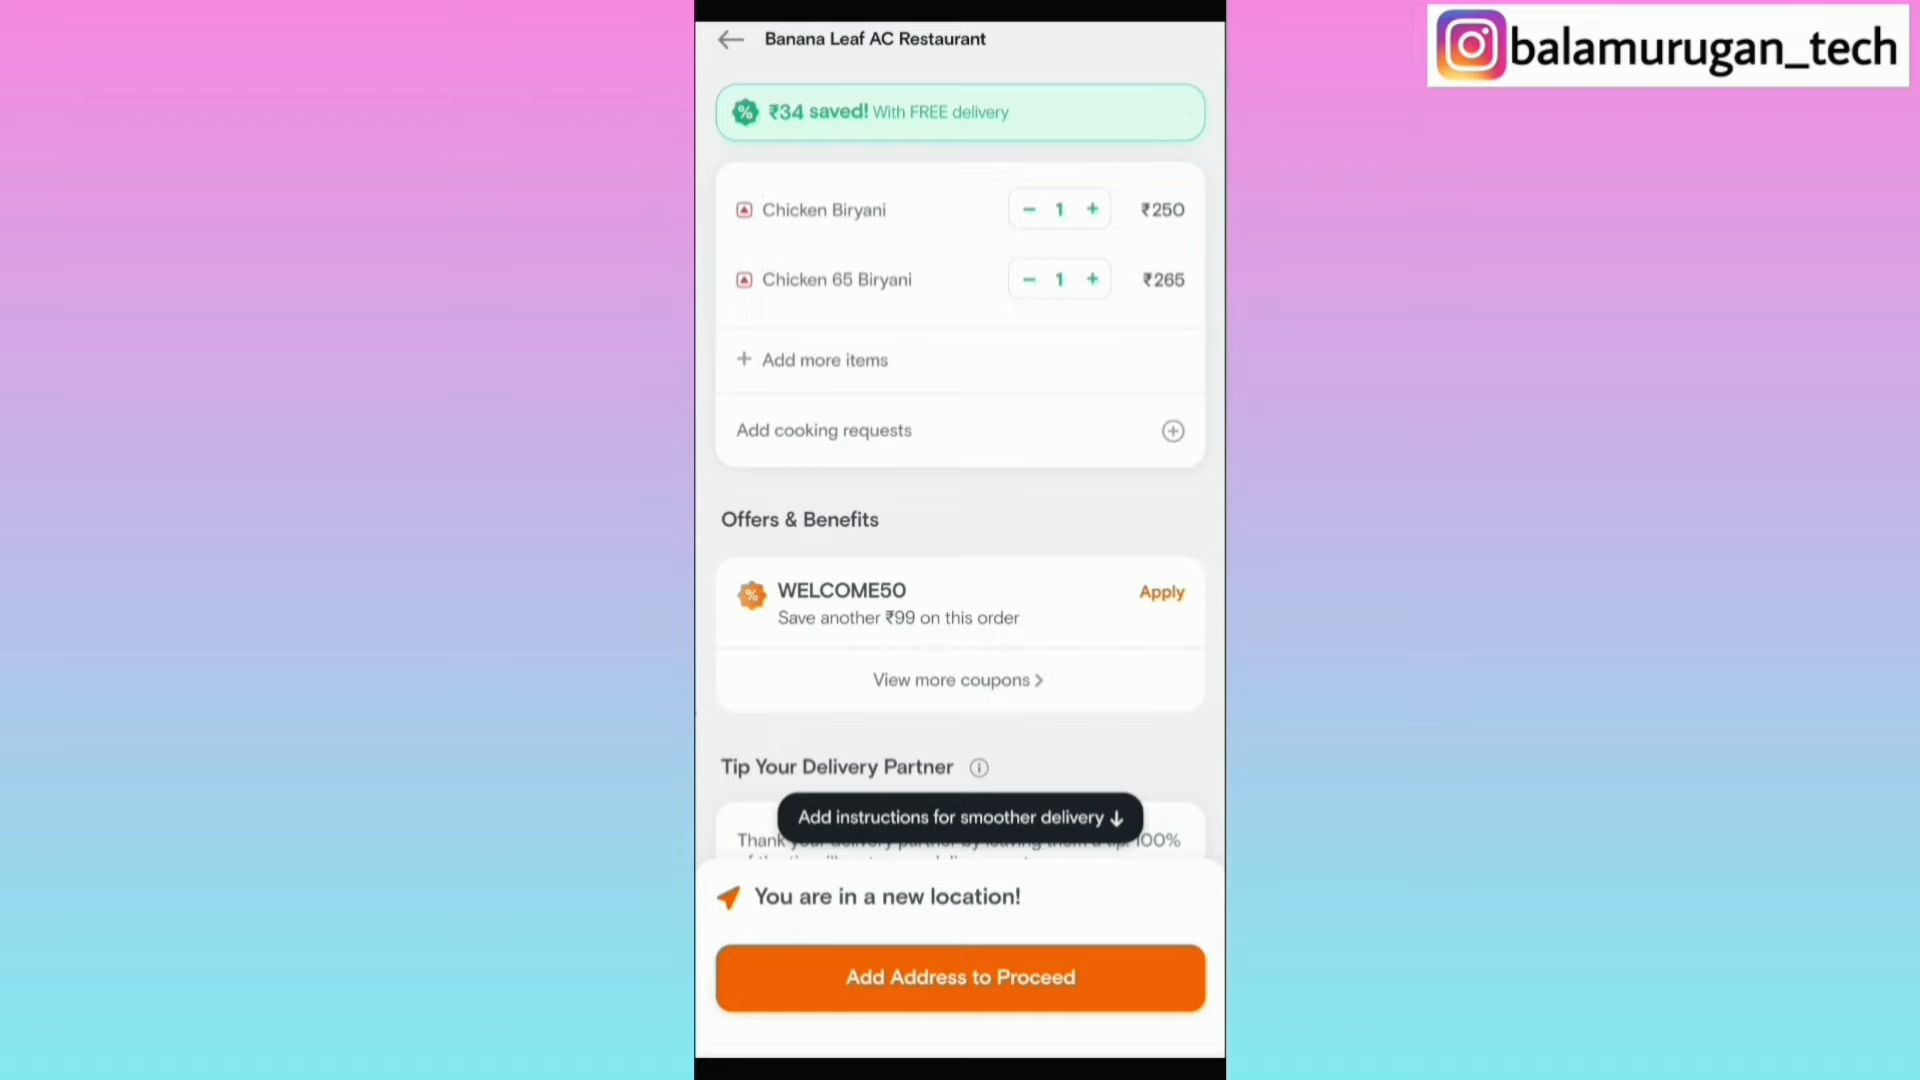 balamurugan_tech
Banana Leaf AC Restaurant
₹34 saved! With FREE delivery
Chicken Biryani − 1 + ₹250
Chicken 65 Biryani − 1 + ₹265
+ Add more items
Add cooking requests
Offers & Benefits
WELCOME50 Apply
Save another ₹99 on this order
View more coupons >
Tip Your Delivery Partner
Add instructions for smoother delivery ↓
Thank your delivery partner by leaving them a tip. 100%
You are in a new location!
Add Address to Proceed